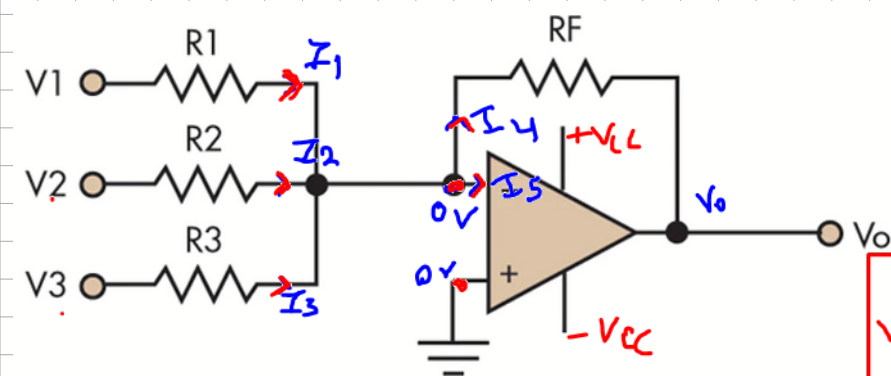 RF
R1
I1
V1
I4
+VCC
R2
I2
V2
I5
0V
Vo
Vo
R3
0V
+
V3
I3
-VCC